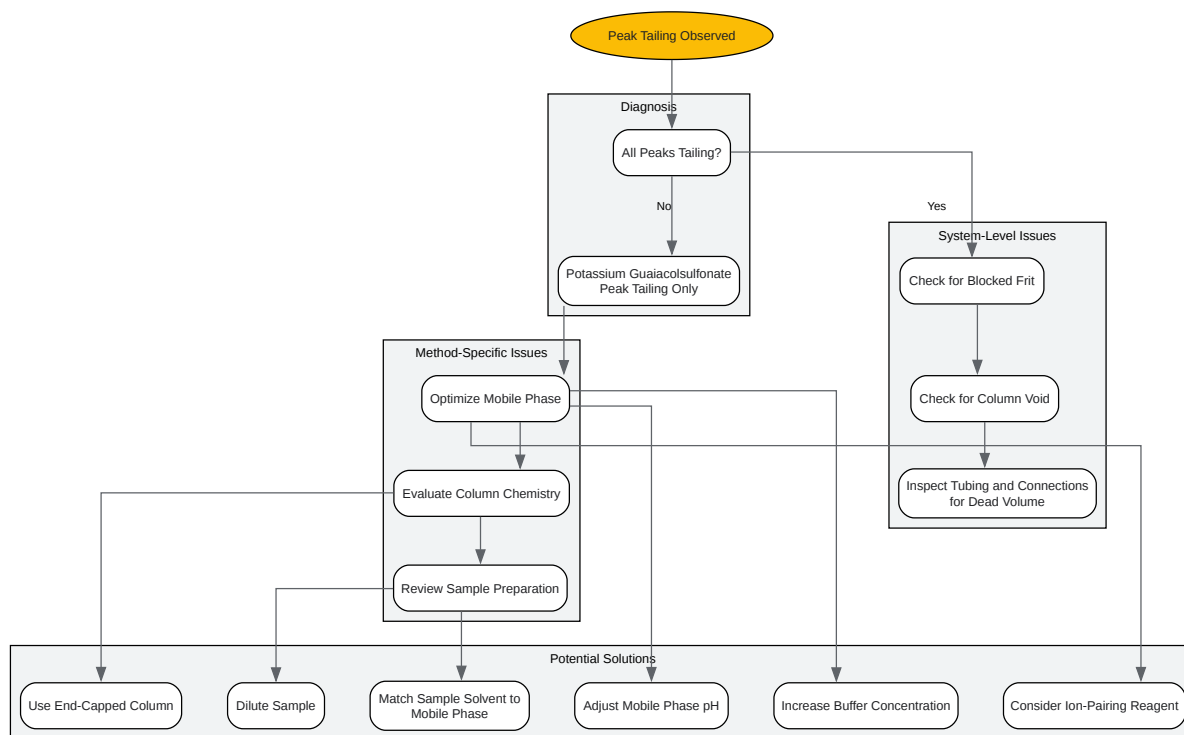 Peak Tailing Observed
Diagnosis
All Peaks Tailing?
No
Yes
Potassium Guaiacolsulfonate
Peak Tailing Only
System-Level Issues
Check for Blocked Frit
Check for Column Void
Inspect Tubing and Connections
for Dead Volume
Method-Specific Issues
Optimize Mobile Phase
Evaluate Column Chemistry
Review Sample Preparation
Potential Solutions
Use End-Capped Column
Dilute Sample
Match Sample Solvent to
Mobile Phase
Adjust Mobile Phase pH
Increase Buffer Concentration
Consider Ion-Pairing Reagent